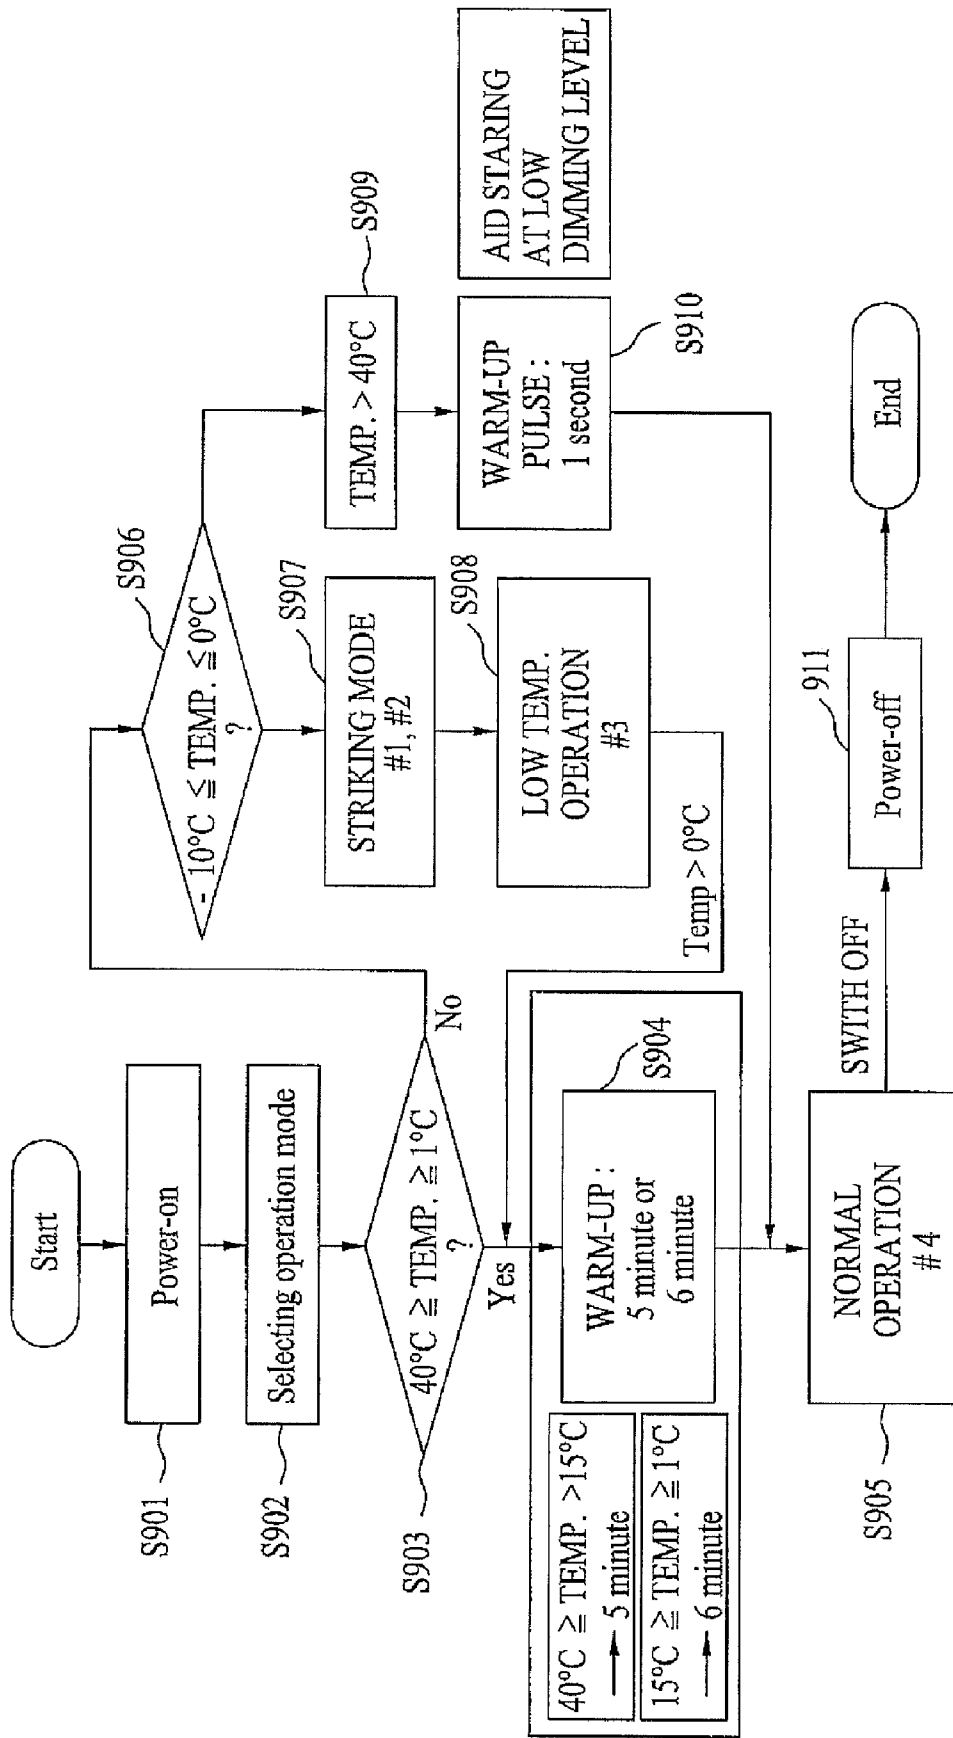 Start
Power-on
S901
Selecting operation mode
S902
40°C ≧ TEMP. ≧ 1°C
?
S903
No
Yes
- 10°C ≦ TEMP. ≦ 0°C
?
S906
STRIKING MODE
#1, #2
S907
LOW TEMP.
OPERATION
#3
S908
Temp > 0°C
TEMP. > 40°C
S909
WARM-UP
PULSE :
1 second
S910
AID STARING
AT LOW
DIMMING LEVEL
40°C ≧ TEMP. >15°C
5 minute
15°C ≧ TEMP. ≧ 1°C
6 minute
WARM-UP :
5 minute or
6 minute
S904
NORMAL
OPERATION
# 4
S905
SWITH OFF
Power-off
911
End